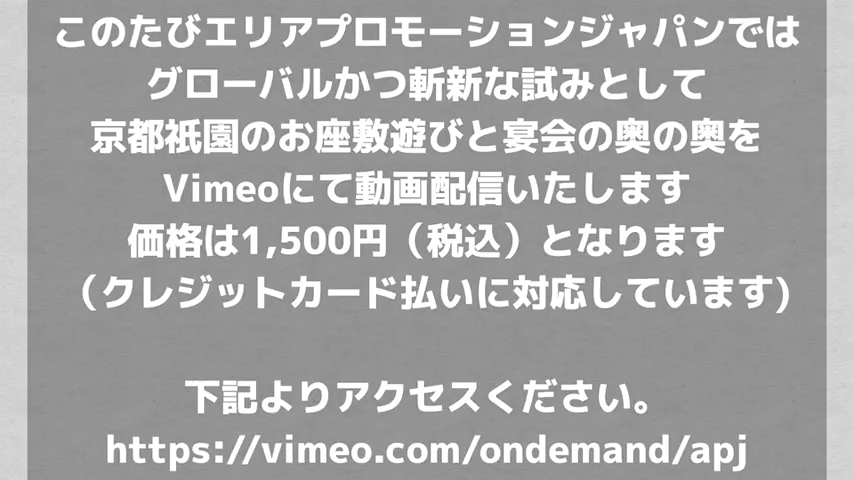 このたびエリアプロモーションジャパンでは
グローバルかつ斬新な試みとして
京都祇園のお座敷遊びと宴会の奥の奥を
Vimeoにて動画配信いたします
価格は1,500円（税込）となります
（クレジットカード払いに対応しています)
下記よりアクセスください。
https://vimeo.com/ondemand/apj